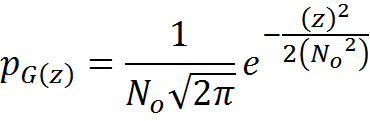 p_{G(z)} = \frac{1}{N_o\sqrt{2\pi}} e^{-\frac{(z)^2}{2(N_o^2)}}